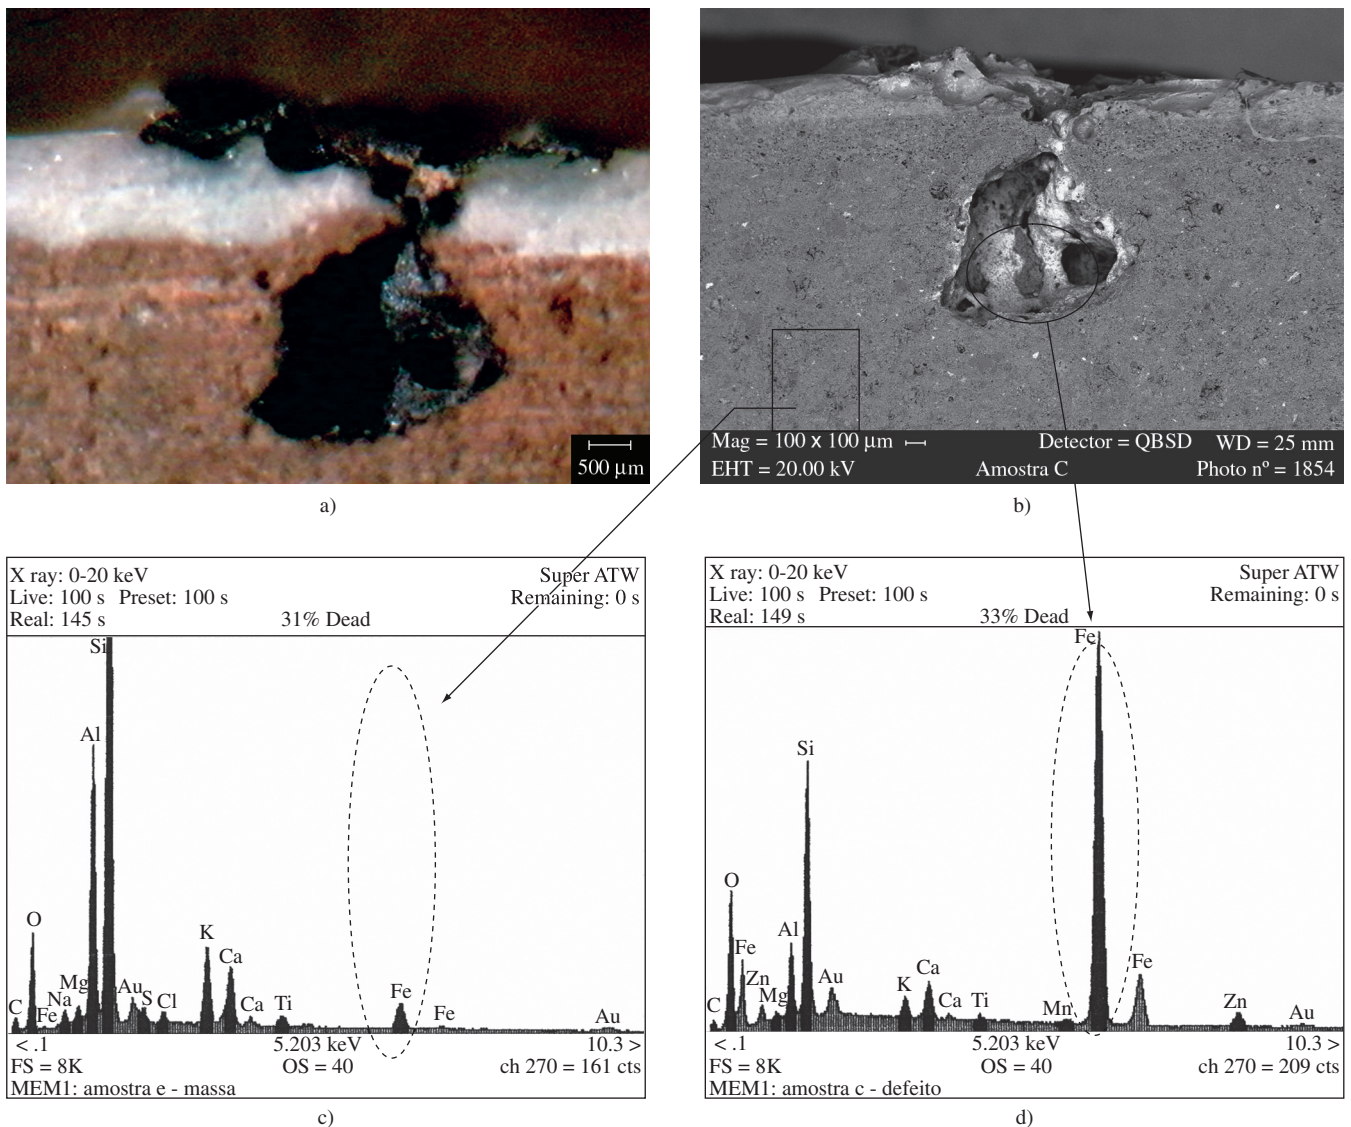 500 µm
a)
Mag = 100 x 100 µm Detector = QBSD WD = 25 mm
EHT = 20.00 kV Amostra C Photo nº = 1854
b)
X ray: 0-20 keV Super ATW
Live: 100 s Preset: 100 s Remaining: 0 s
Real: 145 s 31% Dead
Si
Al
O
K
Ca
Mg
Na
Au
S
Cl
C
Fe
Ca
Ti
Fe
Fe
Au
< .1 5.203 keV 10.3 >
FS = 8K OS = 40 ch 270 = 161 cts
MEM1: amostra e - massa
c)
X ray: 0-20 keV Super ATW
Live: 100 s Preset: 100 s Remaining: 0 s
Real: 149 s 33% Dead
Fe
Si
O
Al
Fe
Zn
Mg
Au
C
K
Ca
Ca
Ti
Mn
Fe
Zn
Au
< .1 5.203 keV 10.3 >
FS = 8K OS = 40 ch 270 = 209 cts
MEM1: amostra c - defeito
d)